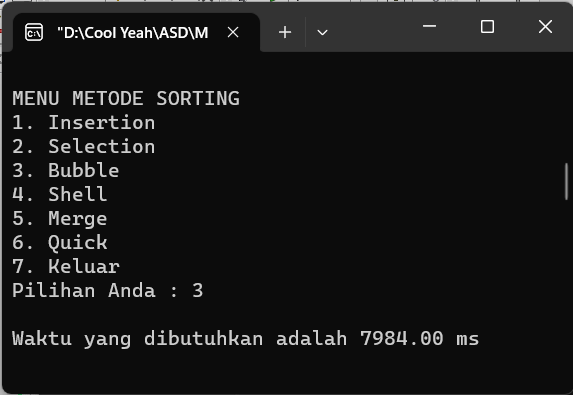 "D:\Cool Yeah\ASD\M
MENU METODE SORTING
1. Insertion
2. Selection
3. Bubble
4. Shell
5. Merge
6. Quick
7. Keluar
Pilihan Anda : 3
Waktu yang dibutuhkan adalah 7984.00 ms